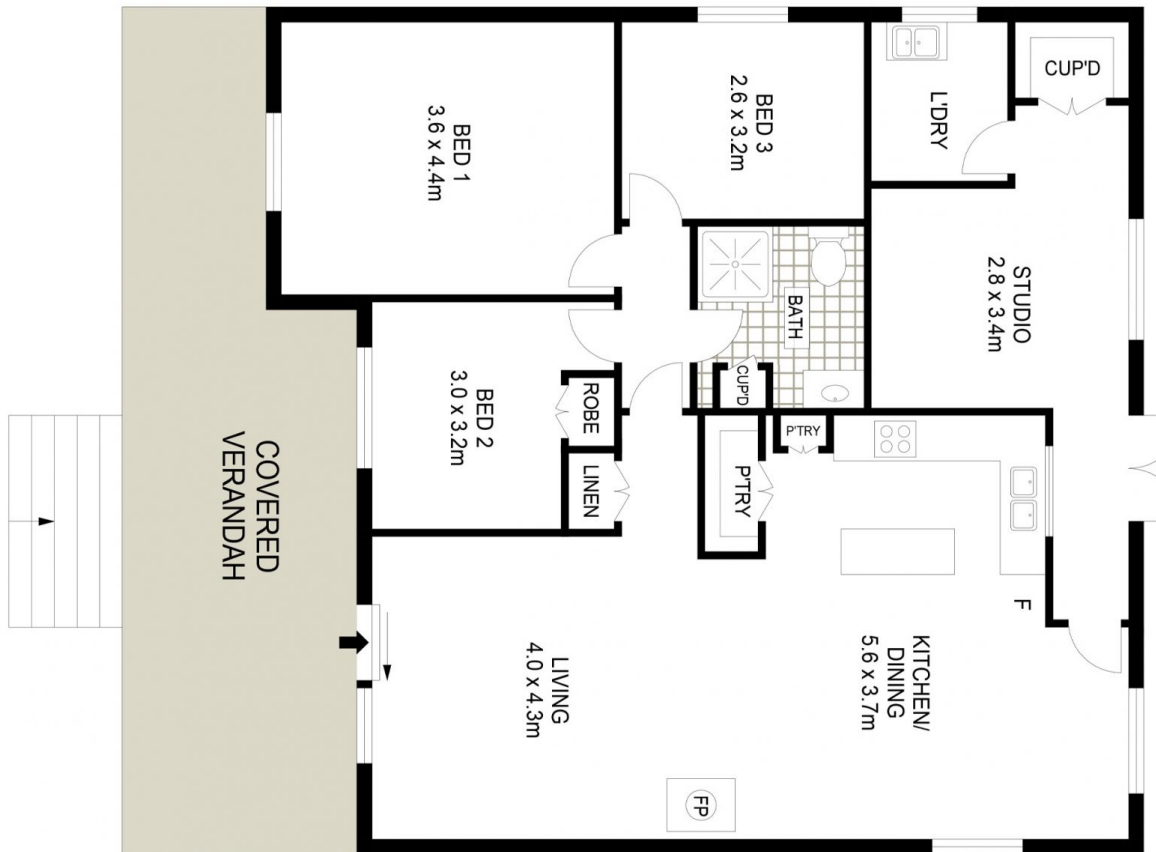 BED 1
3.6 x 4.4m
BED 3
2.6 x 3.2m
L'DRY
CUP'D
STUDIO
2.8 x 3.4m
BATH
CUP'D
BED 2
3.0 x 3.2m
ROBE
LINEN
P'TRY
P'TRY
COVERED
VERANDAH
LIVING
4.0 x 4.3m
KITCHEN/
DINING
5.6 x 3.7m
F
FP